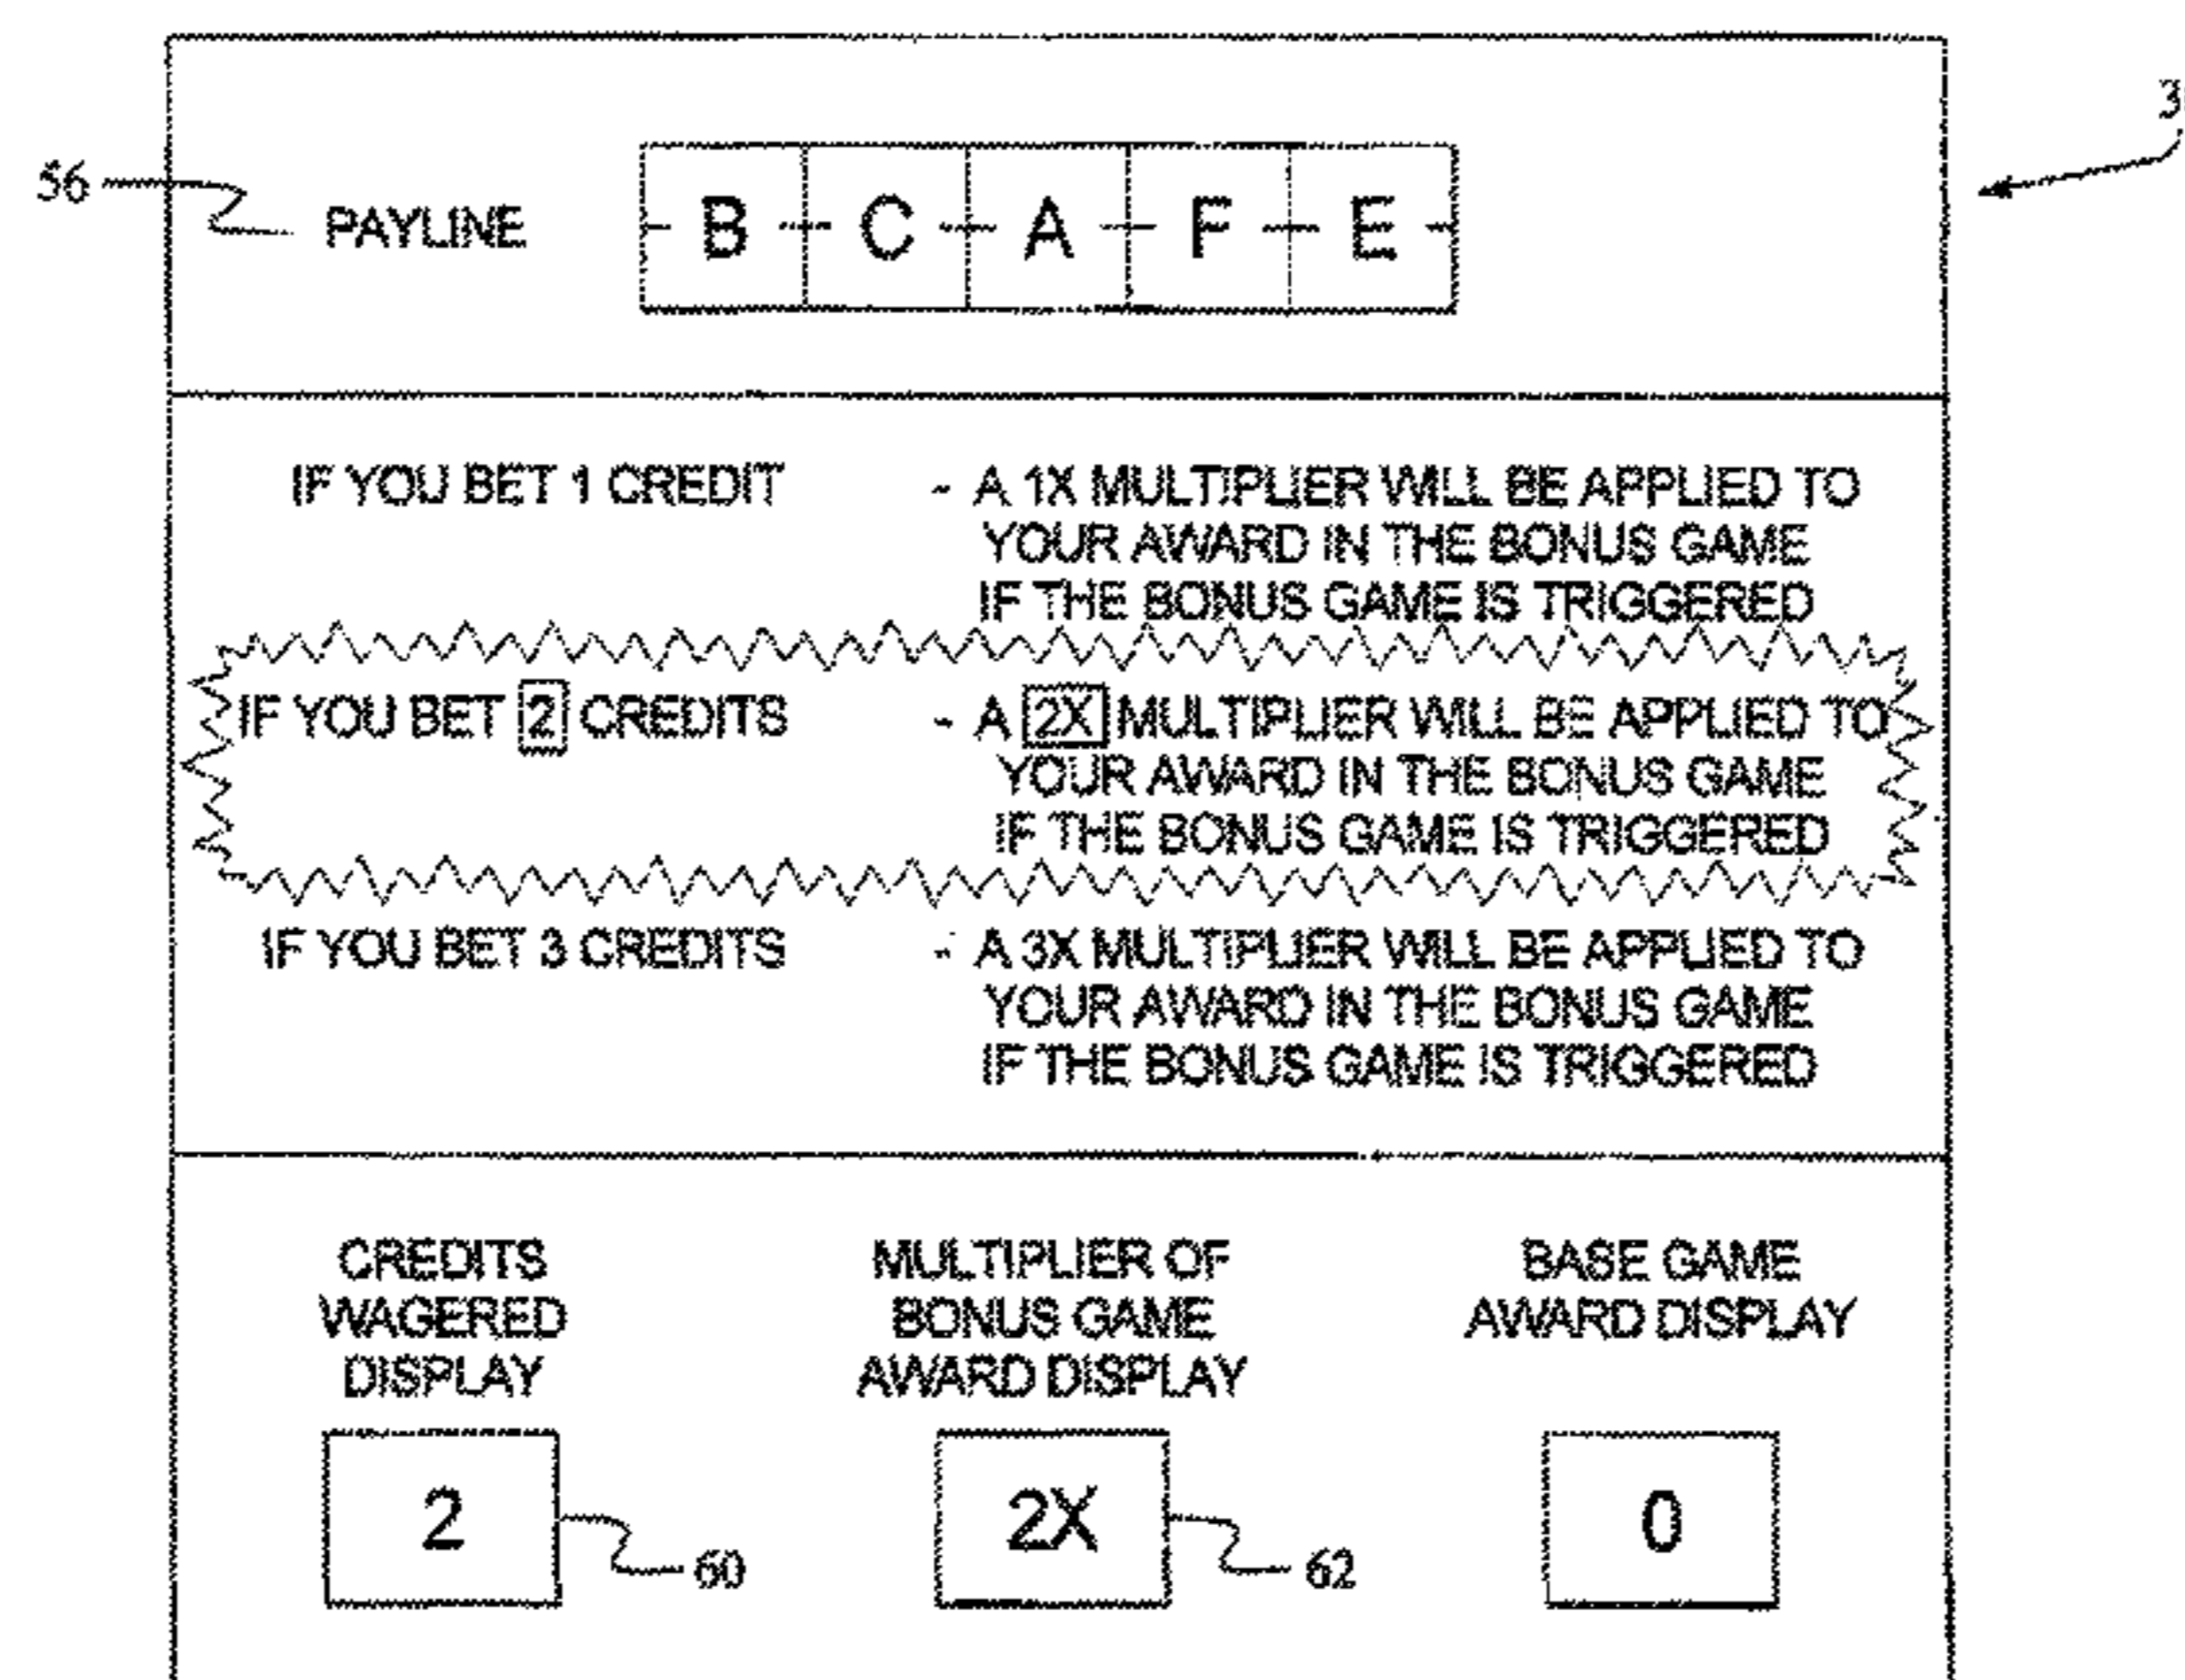 56 PAYLINE B C A F E
IF YOU BET 1 CREDIT - A 1X MULTIPLIER WILL BE APPLIED TO
YOUR AWARD IN THE BONUS GAME
IF THE BONUS GAME IS TRIGGERED
IF YOU BET 2 CREDITS - A 2X MULTIPLIER WILL BE APPLIED TO
YOUR AWARD IN THE BONUS GAME
IF THE BONUS GAME IS TRIGGERED
IF YOU BET 3 CREDITS - A 3X MULTIPLIER WILL BE APPLIED TO
YOUR AWARD IN THE BONUS GAME
IF THE BONUS GAME IS TRIGGERED
CREDITS
WAGERED
DISPLAY
2
60
MULTIPLIER OF
BONUS GAME
AWARD DISPLAY
2X
62
BASE GAME
AWARD DISPLAY
0